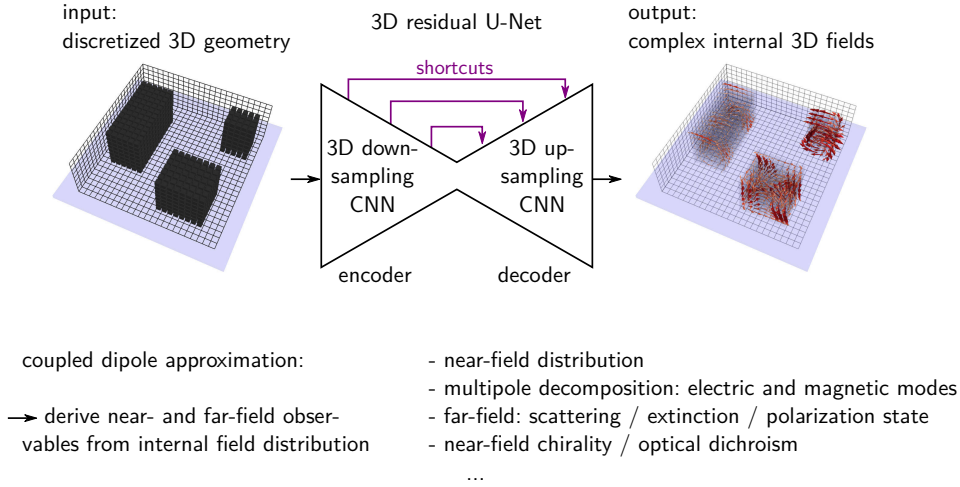 input:
discretized 3D geometry
3D residual U-Net
output:
complex internal 3D fields
shortcuts
3D down-
sampling
CNN
3D up-
sampling
CNN
encoder
decoder
coupled dipole approximation:
derive near- and far-field obser-
vables from internal field distribution
- near-field distribution
- multipole decomposition: electric and magnetic modes
- far-field: scattering / extinction / polarization state
- near-field chirality / optical dichroism
...